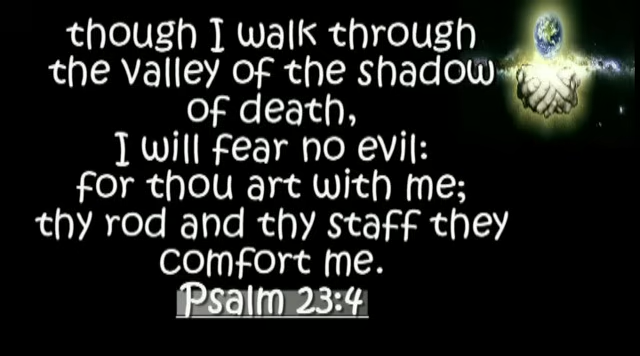 though I walk through
the valley of the shadow
of death,
I will fear no evil:
for thou art with me;
thy rod and thy staff they
comfort me.
Psalm 23:4